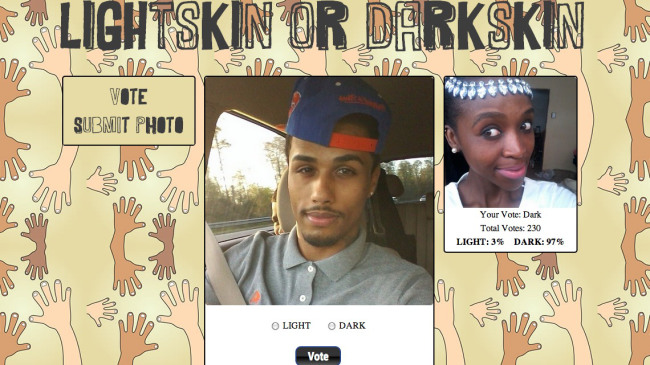 LIGHTSKIN OR DARKSKIN
VOTE
SUBMIT PHOTO
LIGHT DARK
Vote
Your Vote: Dark
Total Votes: 230
LIGHT: 3% DARK: 97%